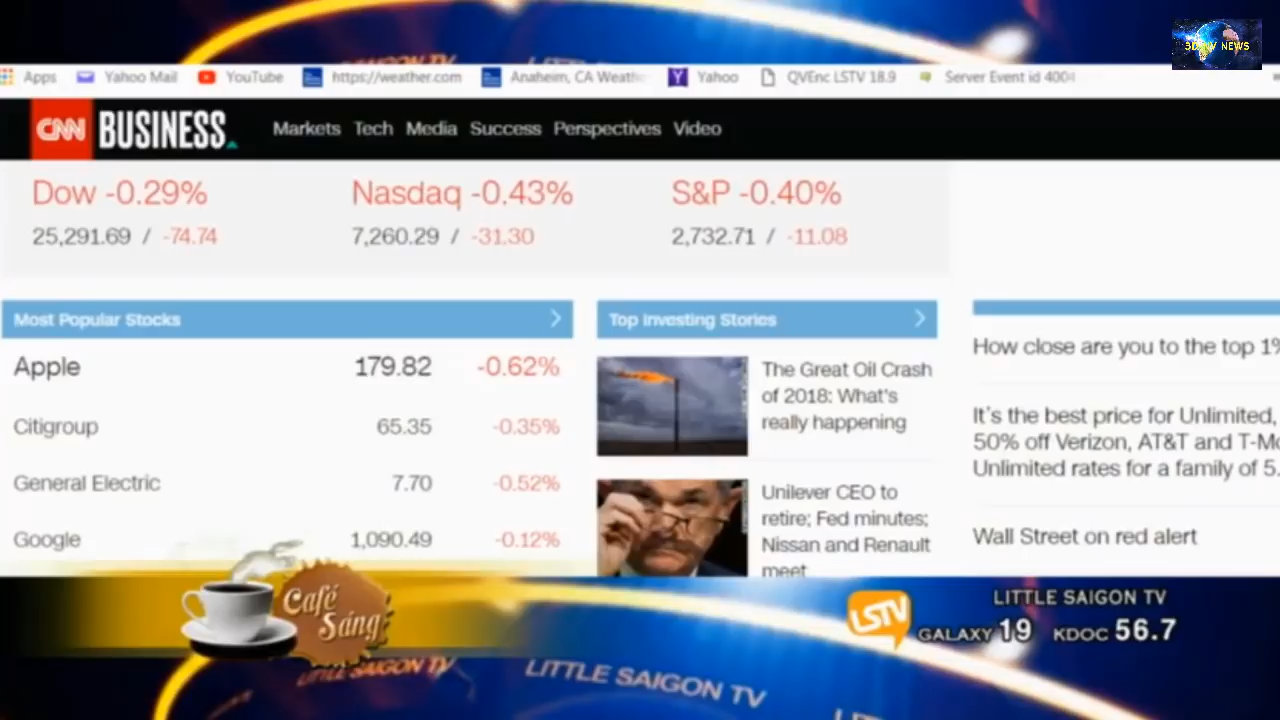 LITTLE SAIGON TV
3D NEWS
Apps Yahoo Mail YouTube https://weather.com Anaheim, CA Weathe Yahoo QVEnc LSTV 18.9 Server Event id 4004
CNN BUSINESS Markets Tech Media Success Perspectives Video
Dow -0.29% Nasdaq -0.43% S&P -0.40%
25,291.69 / -74.74 7,260.29 / -31.30 2,732.71 / -11.08
Most Popular Stocks
Apple 179.82 -0.62%
Citigroup 65.35 -0.35%
General Electric 7.70 -0.52%
Google 1,090.49 -0.12%
Top Investing Stories
The Great Oil Crash
of 2018: What's
really happening
Unilever CEO to
retire; Fed minutes;
Nissan and Renault
meet
How close are you to the top 1%
It's the best price for Unlimited,
50% off Verizon, AT&T and T-Mo
Unlimited rates for a family of 5.
Wall Street on red alert
Café
Sáng
LSTV
LITTLE SAIGON TV
GALAXY 19 KDOC 56.7
LITTLE SAIGON TV
LITTLE SAIGON TV